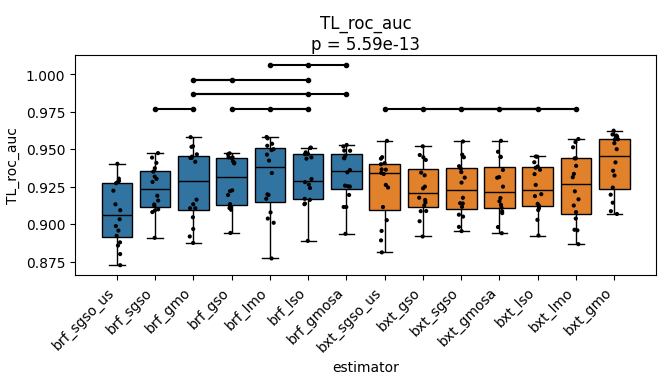 TL_roc_auc
p = 5.59e-13
TL_roc_auc
1.000
0.975
0.950
0.925
0.900
0.875
brf_sgso_us
brf_sgso
brf_gmo
brf_gso
brf_lmo
brf_lso
brf_gmosa
bxt_sgso_us
bxt_gso
bxt_sgso
bxt_gmosa
bxt_lso
bxt_lmo
bxt_gmo
estimator